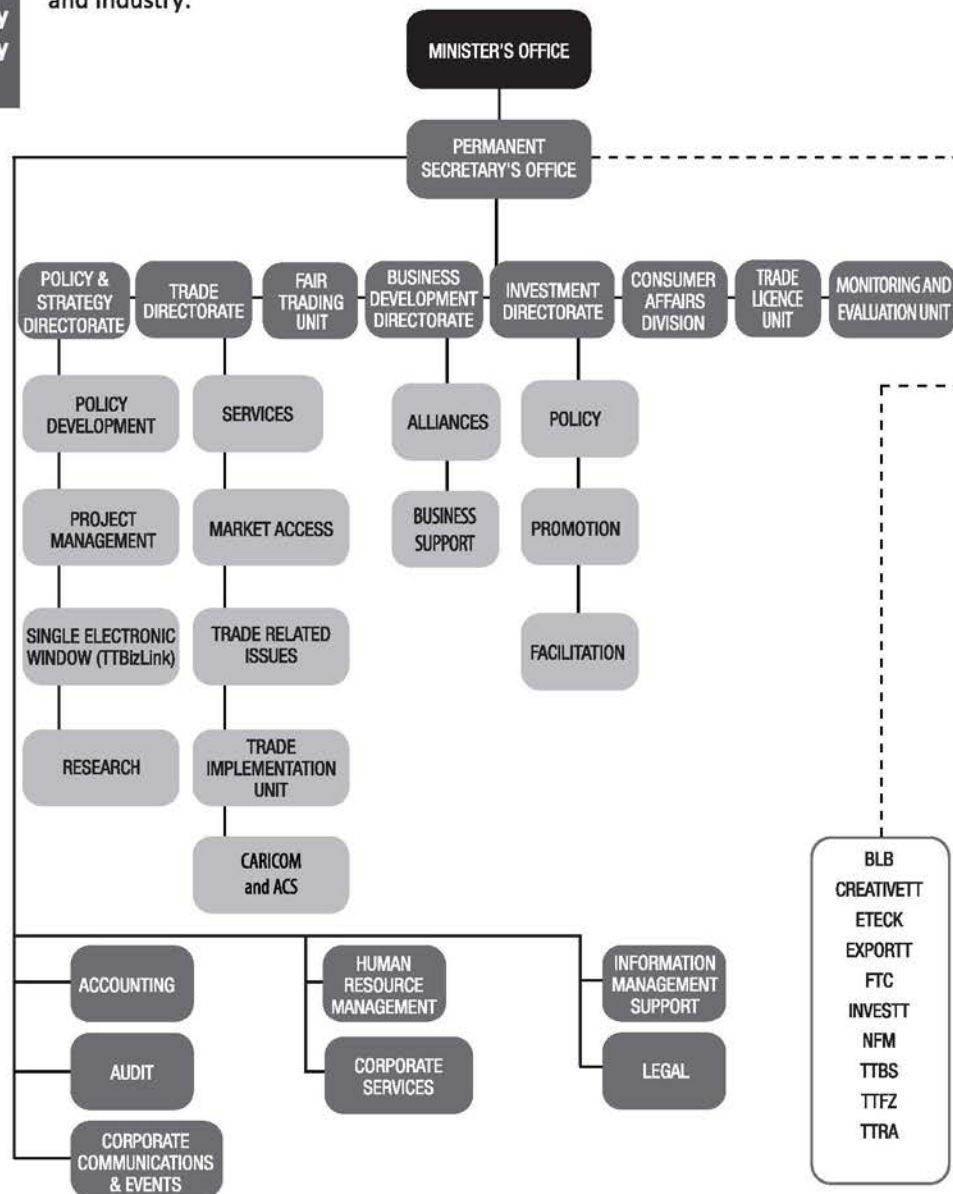 y
y
and Industry.
MINISTER'S OFFICE
PERMANENT
SECRETARY'S OFFICE
POLICY &
STRATEGY
DIRECTORATE
TRADE
DIRECTORATE
FAIR
TRADING
UNIT
BUSINESS
DEVELOPMENT
DIRECTORATE
INVESTMENT
DIRECTORATE
CONSUMER
AFFAIRS
DIVISION
TRADE
LICENCE
UNIT
MONITORING AND
EVALUATION UNIT
POLICY
DEVELOPMENT
PROJECT
MANAGEMENT
SINGLE ELECTRONIC
WINDOW (TTBizLink)
RESEARCH
SERVICES
MARKET ACCESS
TRADE RELATED
ISSUES
TRADE
IMPLEMENTATION
UNIT
CARICOM
and ACS
ALLIANCES
BUSINESS
SUPPORT
POLICY
PROMOTION
FACILITATION
BLB
CREATIVETT
ETECK
EXPORTT
FTC
INVESTT
NFM
TTBS
TTFZ
TTRA
ACCOUNTING
AUDIT
CORPORATE
COMMUNICATIONS
& EVENTS
HUMAN
RESOURCE
MANAGEMENT
CORPORATE
SERVICES
INFORMATION
MANAGEMENT
SUPPORT
LEGAL